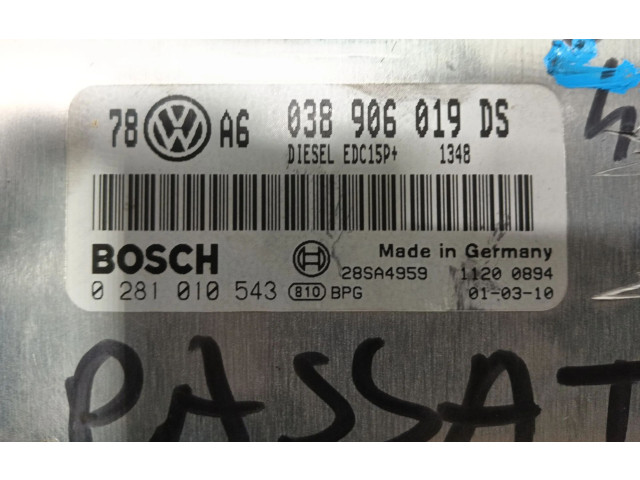 78 VW A6 038 906 019 DS
DIESEL EDC15P+ 1348
BOSCH Made in Germany
28SA4959 1120 0894
0 281 010 543 810 BPG 01-03-10
PASSAT